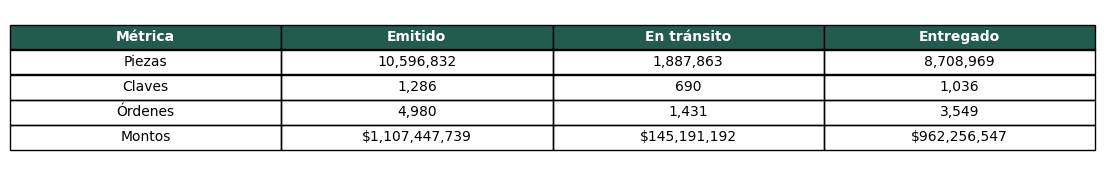 Métrica Emitido En tránsito Entregado
Piezas 10,596,832 1,887,863 8,708,969
Claves 1,286 690 1,036
Órdenes 4,980 1,431 3,549
Montos $1,107,447,739 $145,191,192 $962,256,547